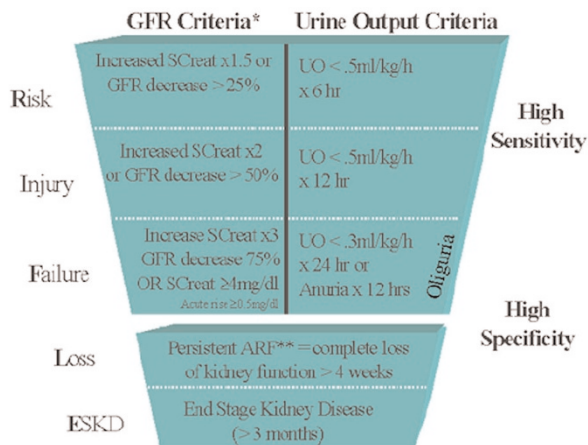 GFR Criteria*
Urine Output Criteria
Risk
Increased SCreat x1.5 or
GFR decrease >25%
UO < .5ml/kg/h
x 6 hr
High
Sensitivity
Injury
Increased SCreat x2
or GFR decrease > 50%
UO < .5ml/kg/h
x 12 hr
Failure
Increase SCreat x3
GFR decrease 75%
OR SCreat ≥4mg/dl
Acute rise ≥0.5mg/dl
UO < .3ml/kg/h
x 24 hr or
Anuria x 12 hrs
Oliguria
High
Specificity
Loss
Persistent ARF** = complete loss
of kidney function > 4 weeks
ESKD
End Stage Kidney Disease
(> 3 months)